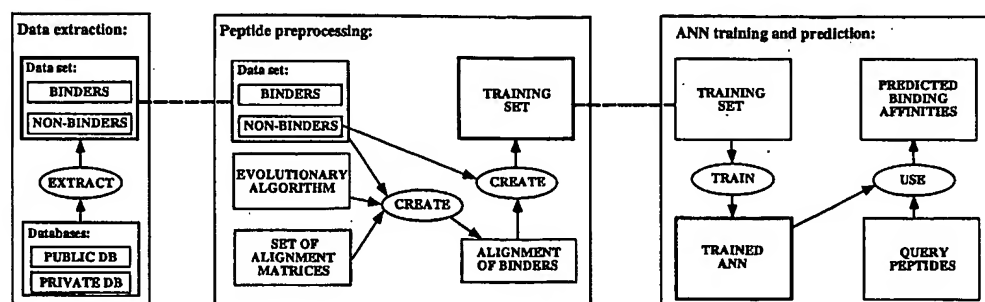 Data extraction:
Data set:
BINDERS
NON-BINDERS
EXTRACT
Databases:
PUBLIC DB
PRIVATE DB
Peptide preprocessing:
Data set:
BINDERS
NON-BINDERS
EVOLUTIONARY
ALGORITHM
SET OF
ALIGNMENT
MATRICES
CREATE
TRAINING
SET
CREATE
ALIGNMENT
OF BINDERS
ANN training and prediction:
TRAINING
SET
TRAIN
TRAINED
ANN
PREDICTED
BINDING
AFFINITIES
USE
QUERY
PEPTIDES